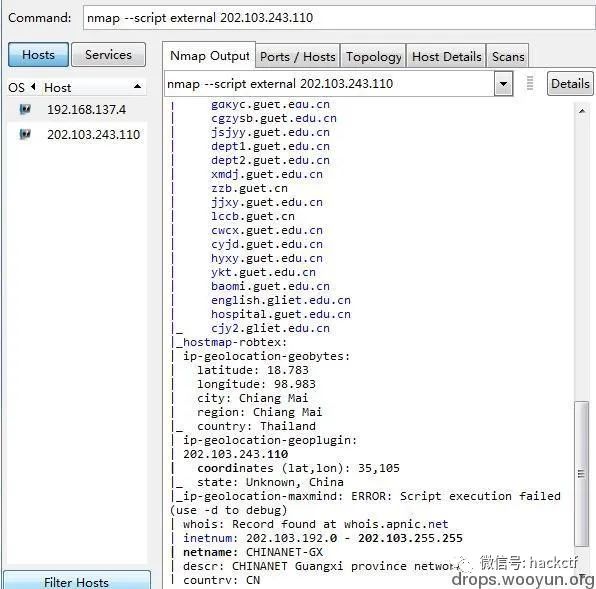 Command: nmap --script external 202.103.243.110
Hosts Services Nmap Output Ports / Hosts Topology Host Details Scans
OS Host
nmap --script external 202.103.243.110 Details
192.168.137.4
202.103.243.110
| gdkyc.guet.edu.cn
| cgzysb.guet.edu.cn
| jsjyy.guet.edu.cn
| dept1.guet.edu.cn
| dept2.guet.edu.cn
| xmdj.guet.edu.cn
| zzb.guet.cn
| jjxy.guet.edu.cn
| lccb.guet.cn
| cwcx.guet.edu.cn
| cyjd.guet.edu.cn
| hyxy.guet.edu.cn
| ykt.guet.edu.cn
| baomi.guet.edu.cn
| english.gliet.edu.cn
| hospital.guet.edu.cn
|_ cjy2.gliet.edu.cn
|_hostmap-robtex:
| ip-geolocation-geobytes:
| latitude: 18.783
| longitude: 98.983
| city: Chiang Mai
| region: Chiang Mai
|_ country: Thailand
| ip-geolocation-geoplugin:
| 202.103.243.110
| coordinates (lat,lon): 35,105
|_ state: Unknown, China
|_ip-geolocation-maxmind: ERROR: Script execution failed
(use -d to debug)
| whois: Record found at whois.apnic.net
| inetnum: 202.103.192.0 - 202.103.255.255
| netname: CHINANET-GX
| descr: CHINANET Guangxi province network
| country: CN
Filter Hosts
微信号: hackctf
drops.wooyun.org